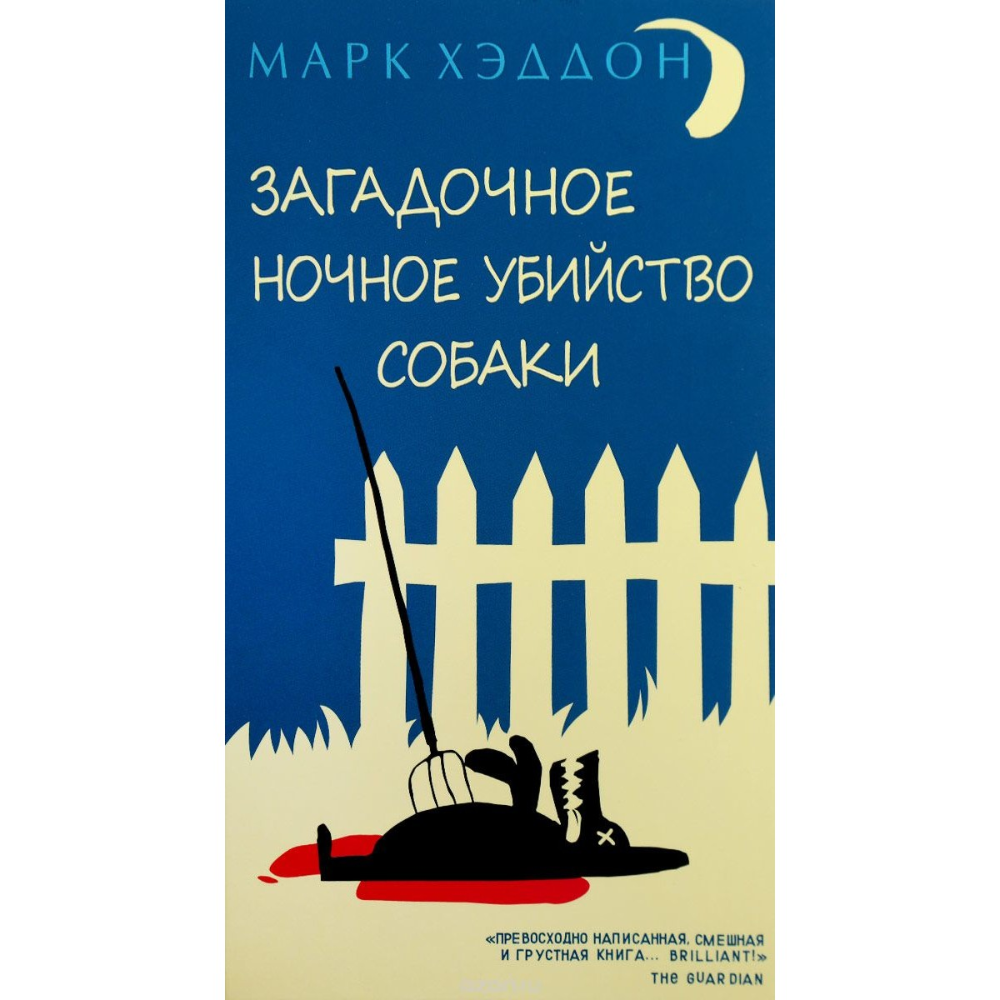 МАРК ХЭДДОН
ЗАГАДОЧНОЕ
НОЧНОЕ УБИЙСТВО
СОБАКИ
«ПРЕВОСХОДНО НАПИСАННАЯ, СМЕШНАЯ
И ГРУСТНАЯ КНИГА... BRILLIANT!»
THE GUARDIAN